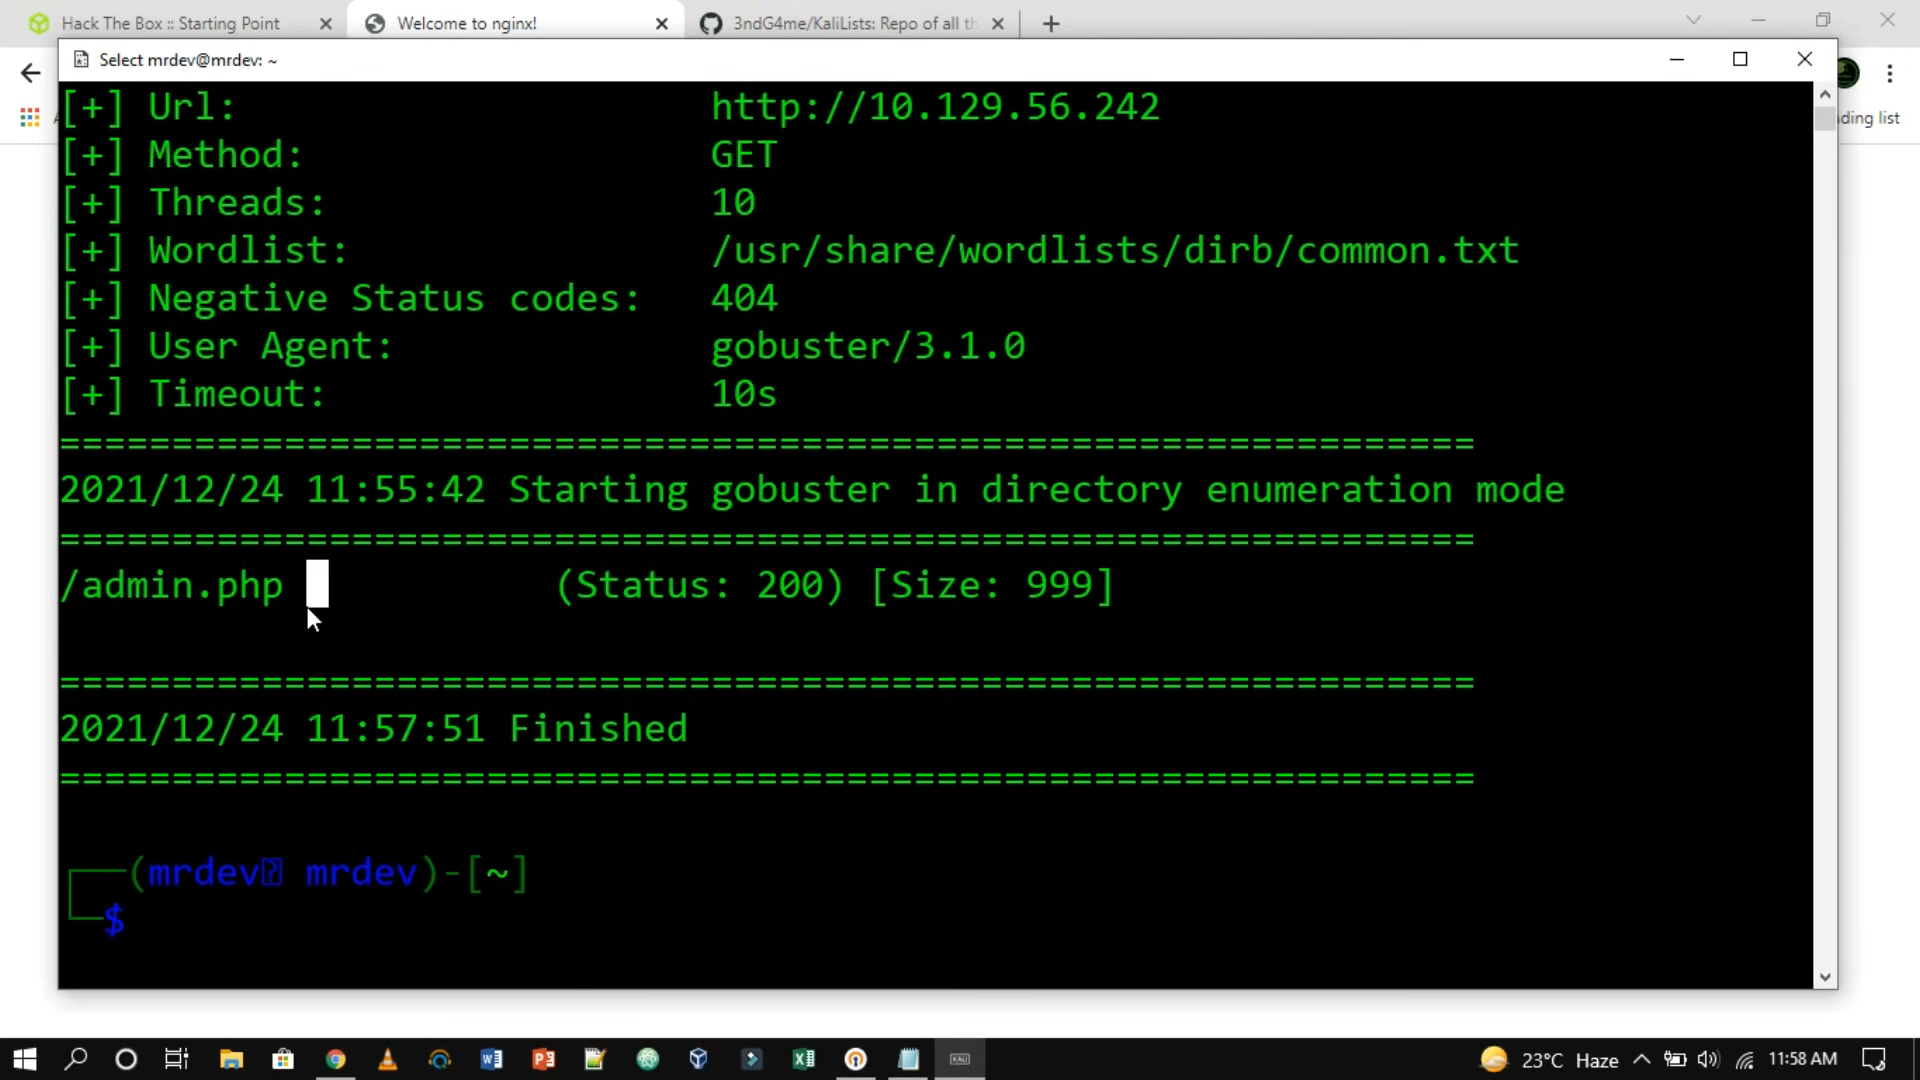 Hack The Box :: Starting Point
Welcome to nginx!
3ndG4me/KaliLists: Repo of all th
Select mrdev@mrdev: ~
ding list
[+] Url: http://10.129.56.242
[+] Method: GET
[+] Threads: 10
[+] Wordlist: /usr/share/wordlists/dirb/common.txt
[+] Negative Status codes: 404
[+] User Agent: gobuster/3.1.0
[+] Timeout: 10s
===============================================================
2021/12/24 11:55:42 Starting gobuster in directory enumeration mode
===============================================================
/admin.php (Status: 200) [Size: 999]
===============================================================
2021/12/24 11:57:51 Finished
===============================================================
┌──(mrdev⍰ mrdev)-[~]
└─$
23°C Haze 11:58 AM